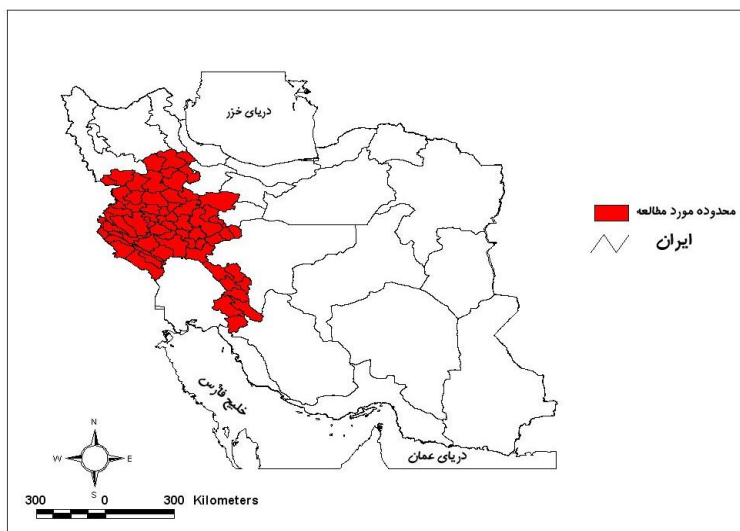 دریای خزر
محدوده مورد مطالعه
ایران
خلیج فارس
دریای عمان
N
W E
S
300 0 300 Kilometers